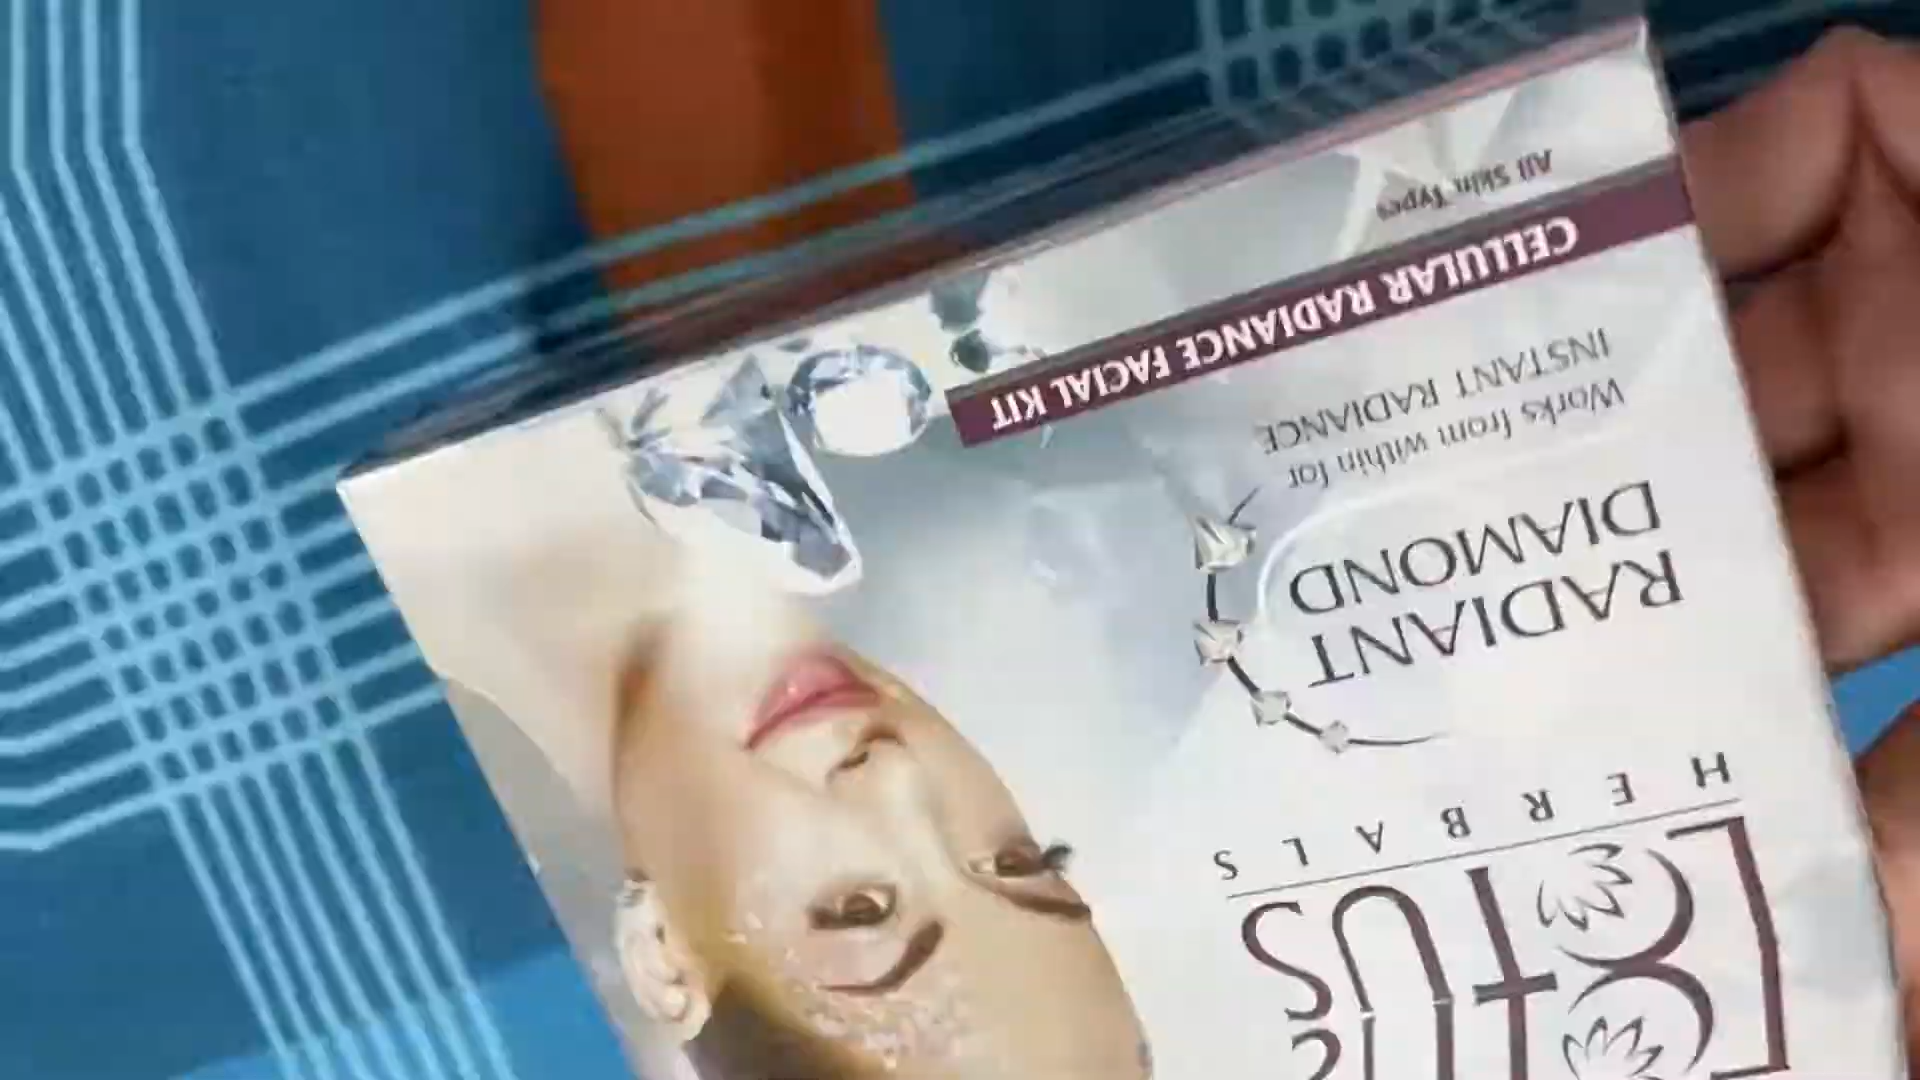 LOTUS
HERBALS
RADIANT
DIAMOND
Works from within for
INSTANT RADIANCE
CELLULAR RADIANCE FACIAL KIT
All Skin Types